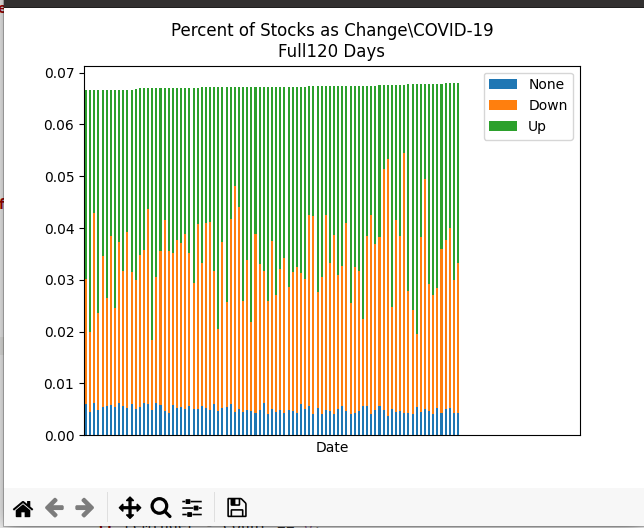 Percent of Stocks as Change\COVID-19
Full120 Days
0.07
0.06
0.05
0.04
0.03
0.02
0.01
0.00
None
Down
Up
Date